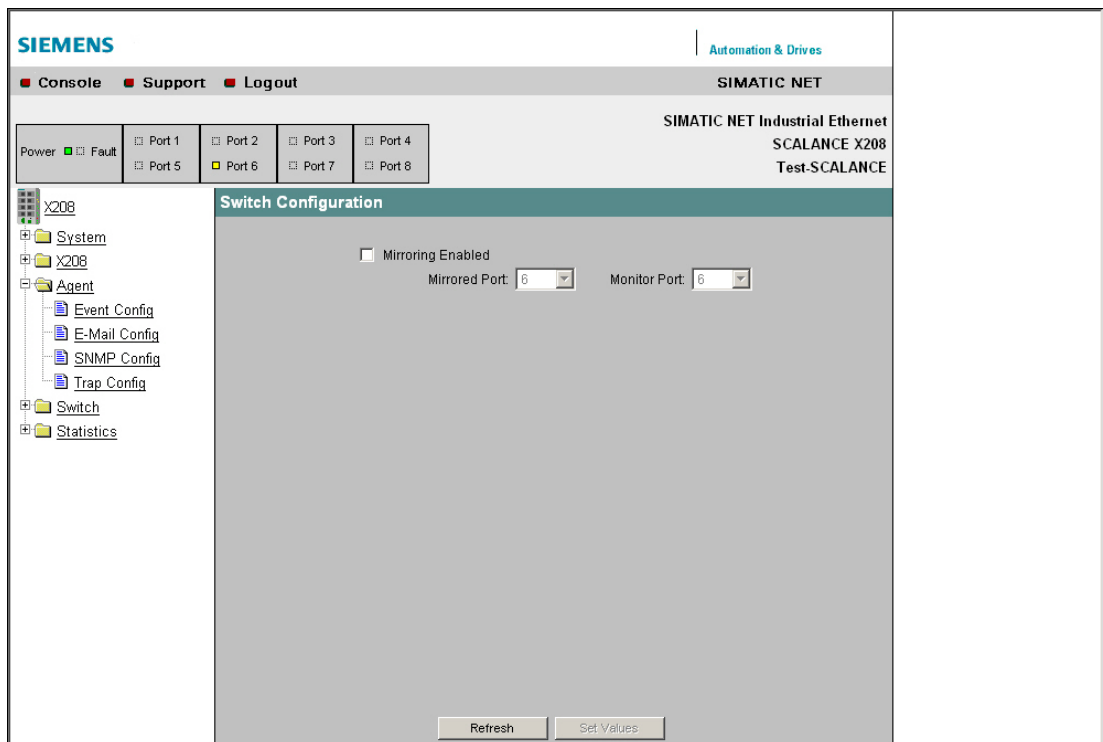 SIEMENS
Automation & Drives
Console Support Logout SIMATIC NET
SIMATIC NET Industrial Ethernet
SCALANCE X208
Test-SCALANCE
Power Fault
Port 1 Port 2 Port 3 Port 4
Port 5 Port 6 Port 7 Port 8
X208
System
X208
Agent
Event Config
E-Mail Config
SNMP Config
Trap Config
Switch
Statistics
Switch Configuration
Mirroring Enabled
Mirrored Port: 6 Monitor Port: 6
Refresh Set Values